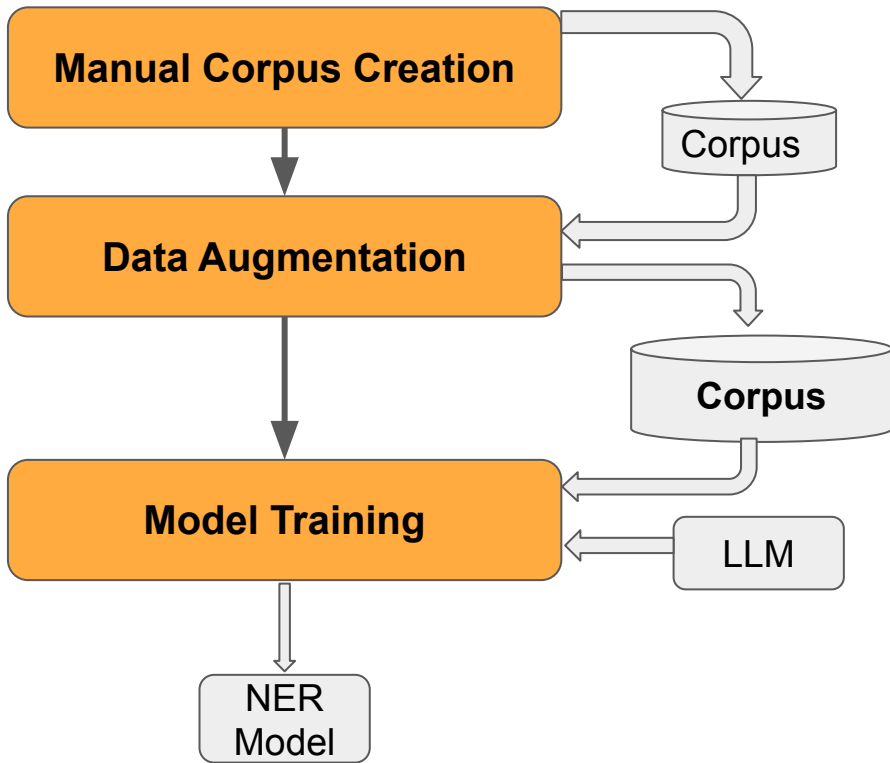 Manual Corpus Creation
Corpus
Data Augmentation
Corpus
Model Training
LLM
NER
Model